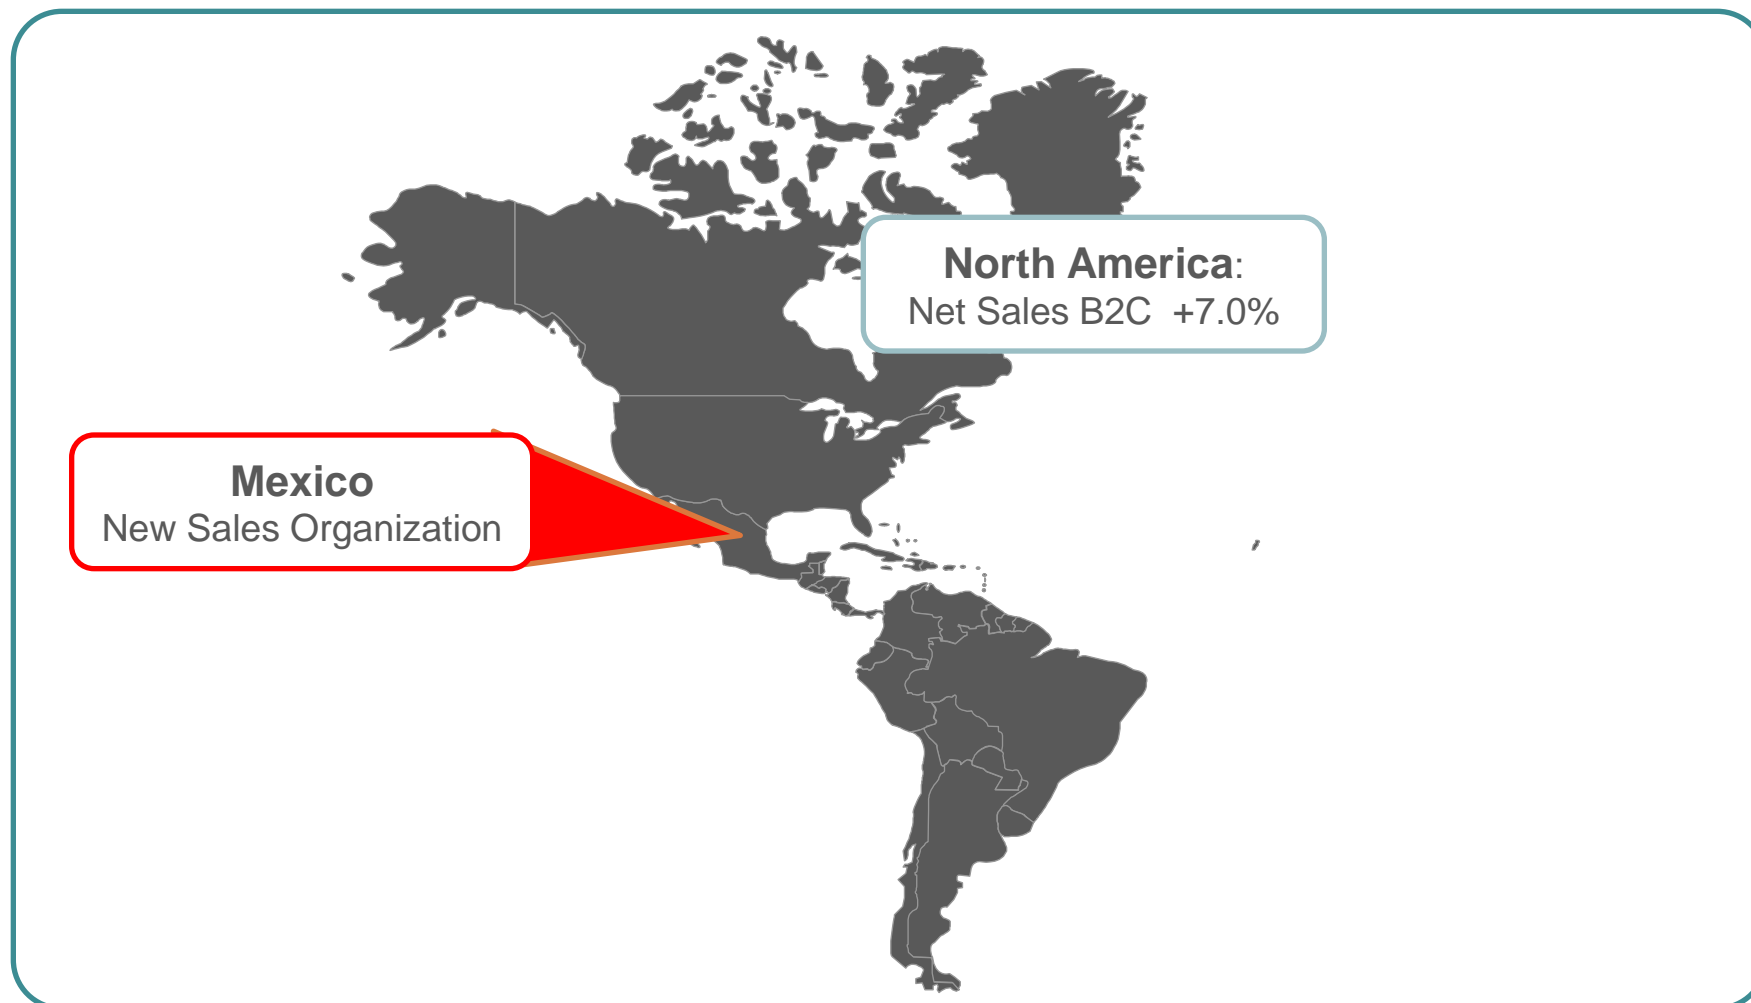 North America:
Net Sales B2C +7.0%
Mexico
New Sales Organization